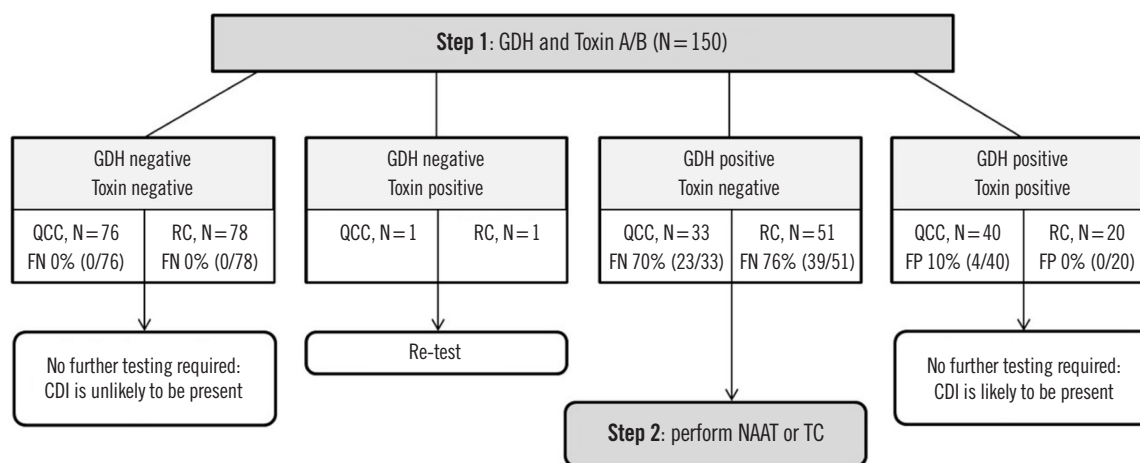 Step 1: GDH and Toxin A/B (N=150)
GDH negative
Toxin negative
QCC, N=76
FN 0% (0/76)
RC, N=78
FN 0% (0/78)
No further testing required:
CDI is unlikely to be present
GDH negative
Toxin positive
QCC, N=1
RC, N=1
Re-test
GDH positive
Toxin negative
QCC, N=33
FN 70% (23/33)
RC, N=51
FN 76% (39/51)
Step 2: perform NAAT or TC
GDH positive
Toxin positive
QCC, N=40
FP 10% (4/40)
RC, N=20
FP 0% (0/20)
No further testing required:
CDI is likely to be present